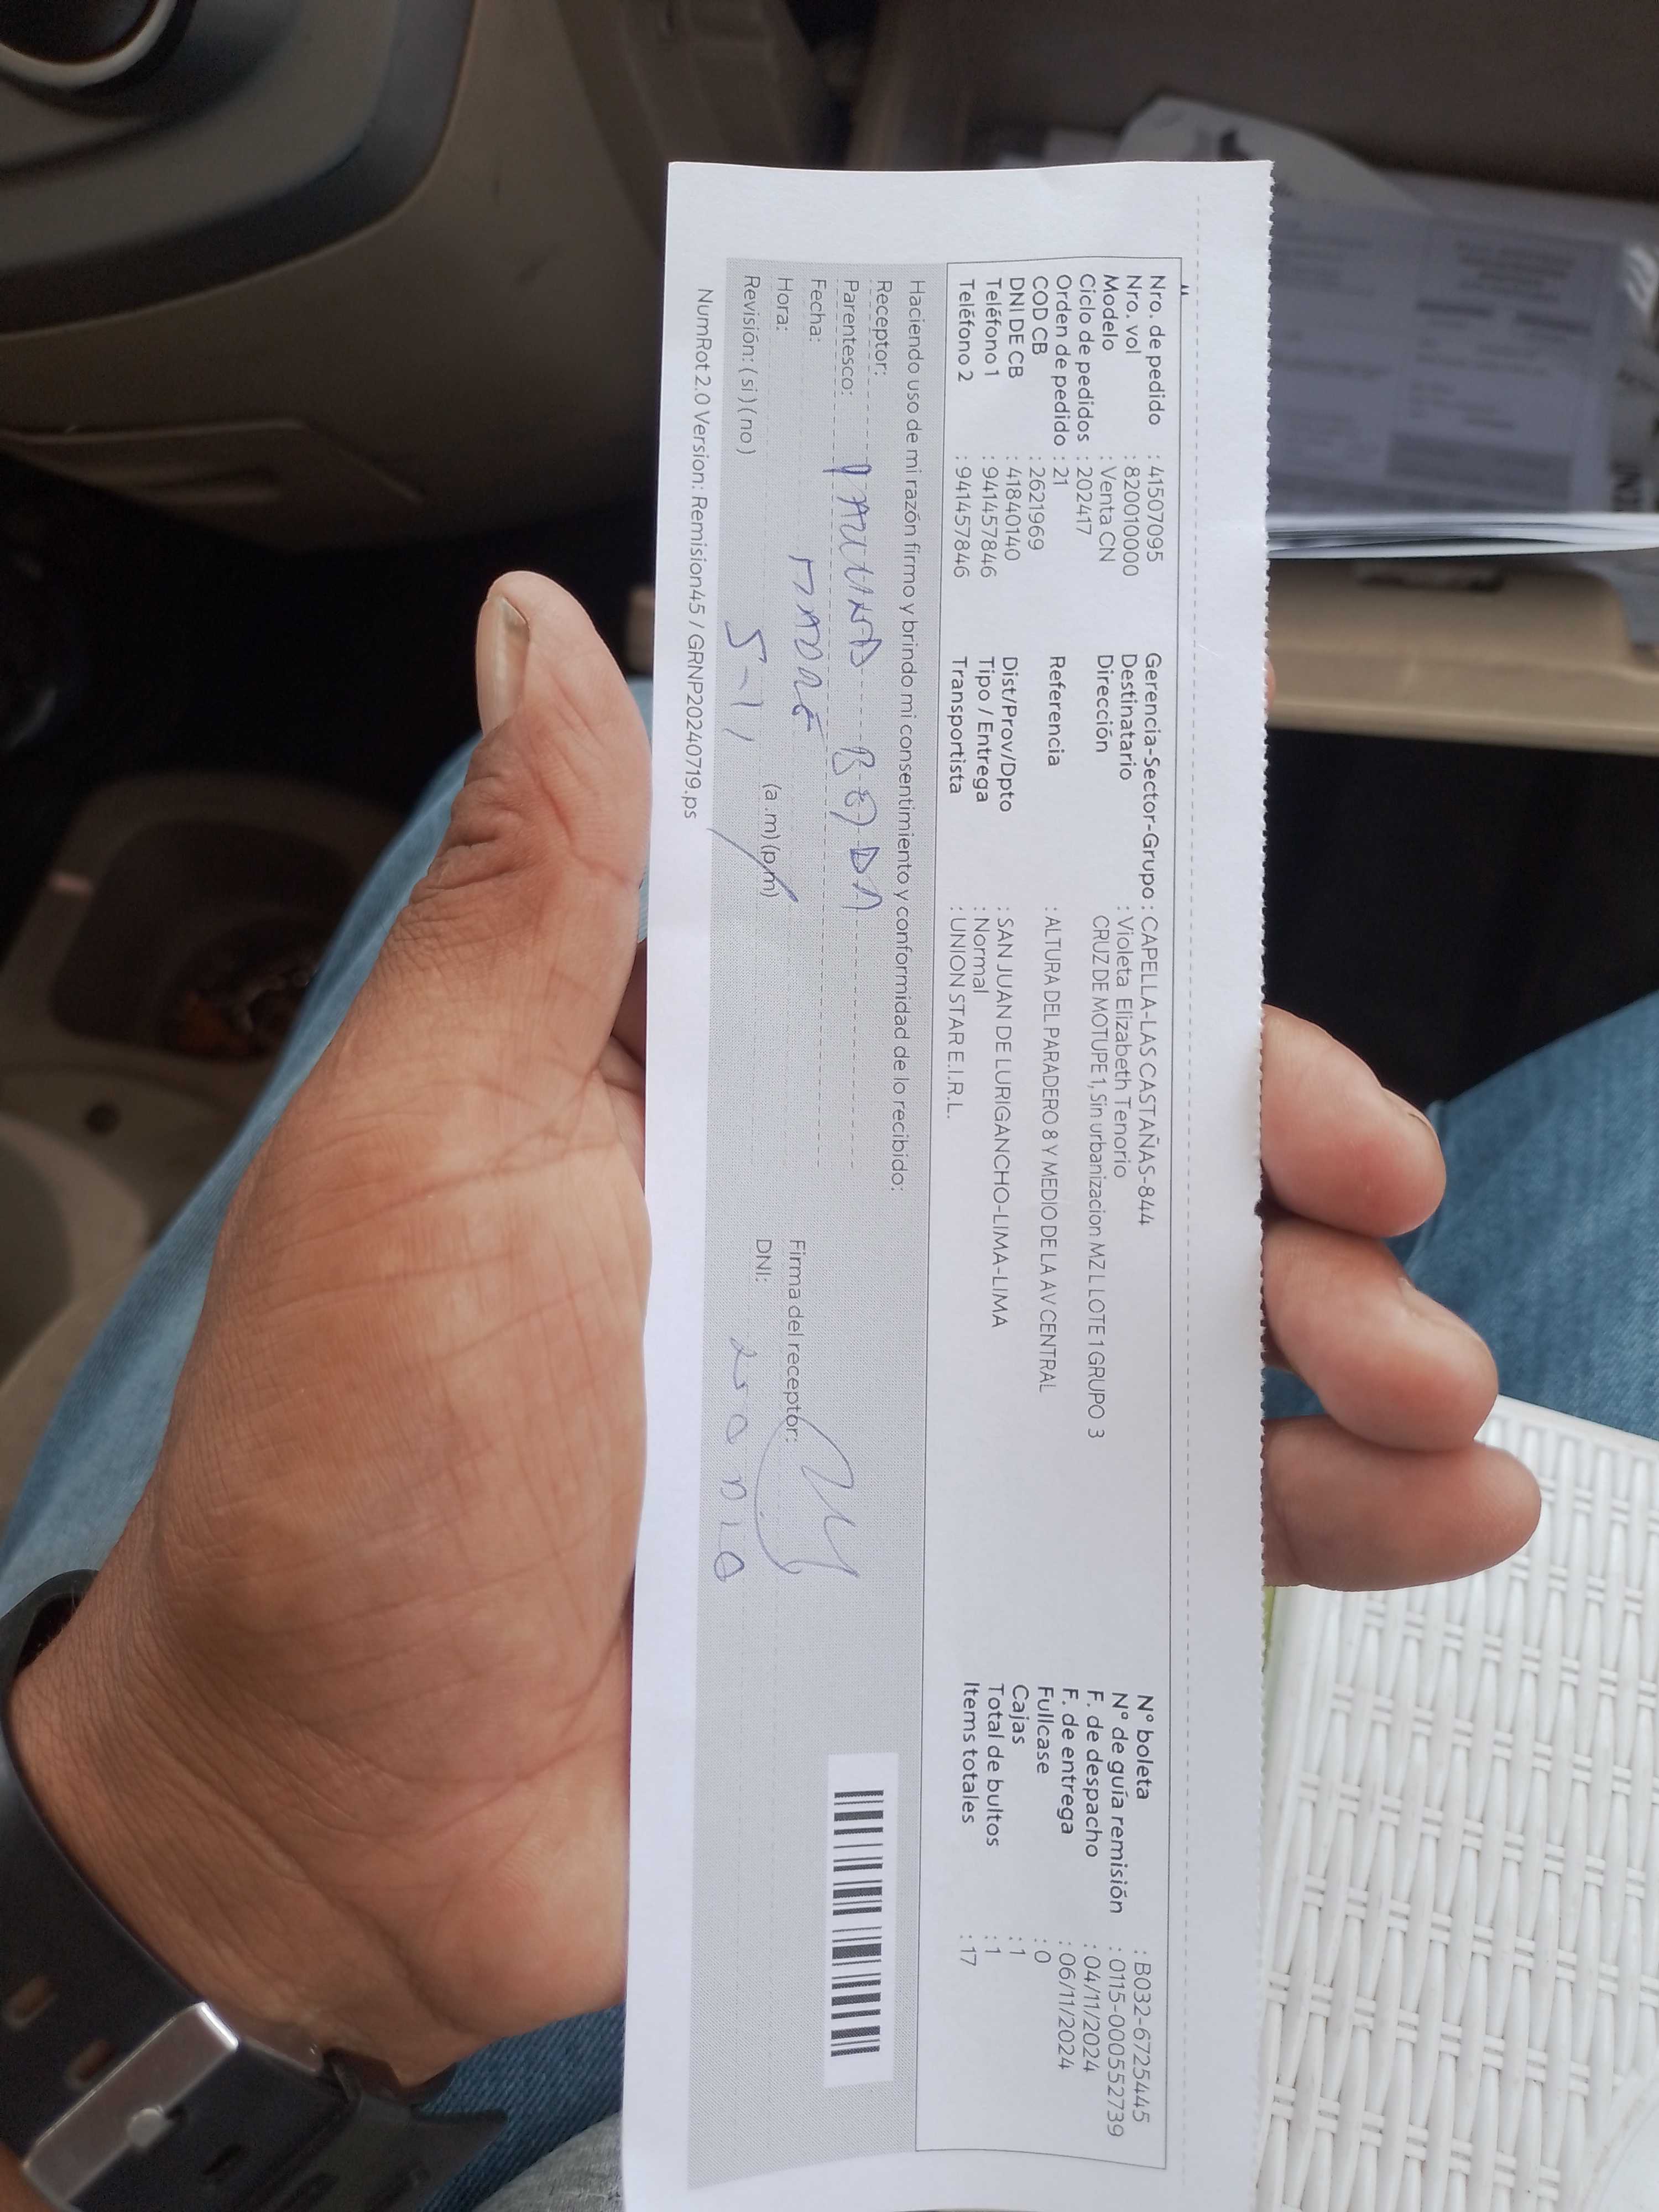 Nro. de pedido : 41507095
Nro. vol : 820010000
Modelo : Venta CN
Ciclo de pedidos : 202417
Orden de pedido : 21
COD CB : 2621969
DNI DE CB : 41840140
Teléfono 1 : 941457846
Teléfono 2 : 941457846
Gerencia-Sector-Grupo : CAPELLA-LAS CASTAÑAS-844
Destinatario : Violeta Elizabeth Tenorio
Dirección CRUZ DE MOTUPE 1, Sin urbanizacion MZ L LOTE 1 GRUPO 3
Referencia : ALTURA DEL PARADERO 8 Y MEDIO DE LA AV CENTRAL
Dist/Prov/Dpto : SAN JUAN DE LURIGANCHO-LIMA-LIMA
Tipo / Entrega : Normal
Transportista : UNION STAR E.I.R.L.
N° boleta : B032-6725445
N° de guía remisión : 0115-000552739
F. de despacho : 04/11/2024
F. de entrega : 06/11/2024
Fullcase : 0
Cajas : 1
Total de bultos : 1
Items totales : 17
Haciendo uso de mi razón firmo y brindo mi consentimiento y conformidad de lo recibido:
Receptor:
Parentesco: MADRE
Fecha: 5-11
Hora: (a.m) (p.m)
Revisión: (si) (no)
Firma del receptor:
DNI:
NumRot 2.0 Version: Remision45 / GRNP20240719.ps